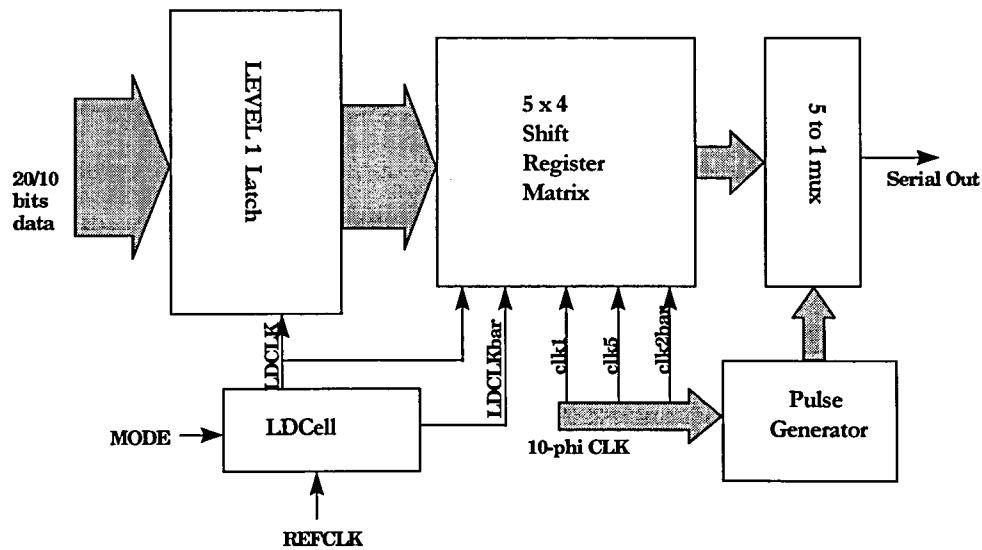 20/10
bits
data
LEVEL 1 Latch
5 x 4
Shift
Register
Matrix
5 to 1 mux
Serial Out
LDCLK
LDCLKbar
clk1
clk5
clk2bar
MODE
LDCell
REFCLK
10-phi CLK
Pulse
Generator